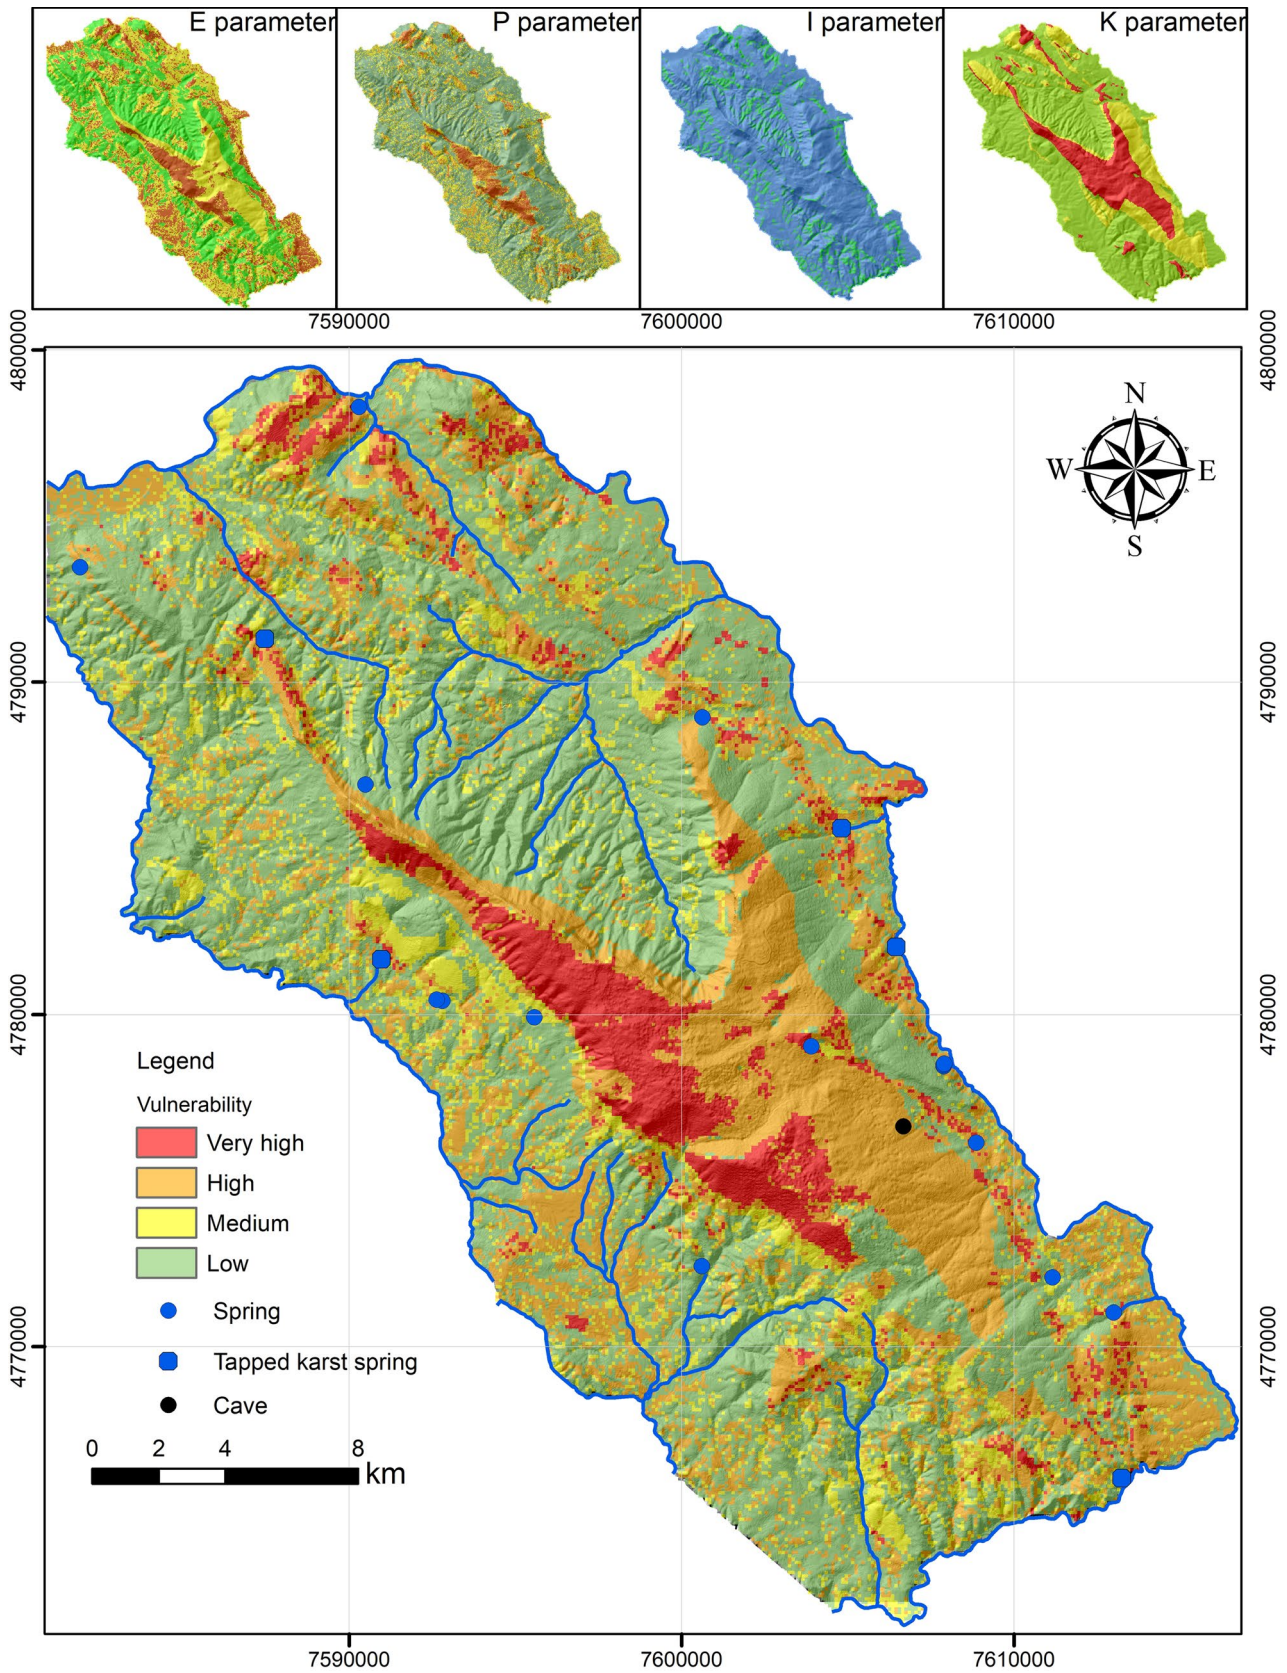 E parameter
P parameter
I parameter
K parameter
7590000
7600000
7610000
4800000
4800000
N
W
E
S
4790000
4790000
4780000
4780000
Legend
Vulnerability
Very high
High
Medium
Low
Spring
Tapped karst spring
Cave
4770000
4770000
0 2 4 8
km
7590000
7600000
7610000